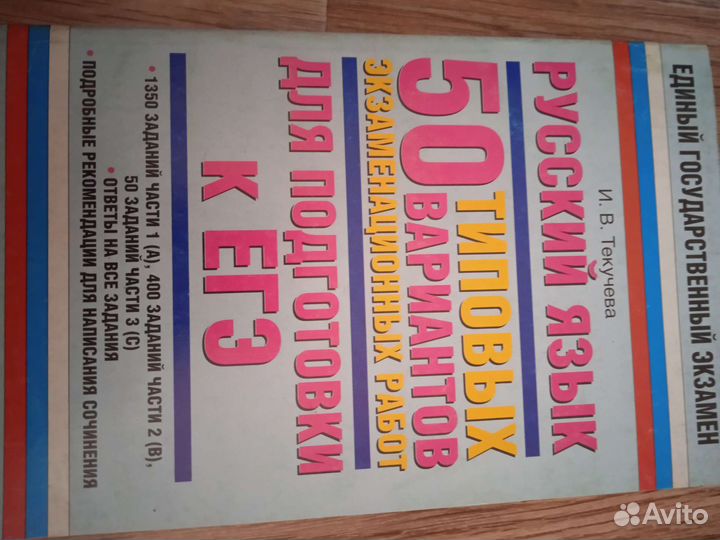 ЕДИНЫЙ ГОСУДАРСТВЕННЫЙ ЭКЗАМЕН
И. В. Текучева
РУССКИЙ ЯЗЫК
50 ТИПОВЫХ
ВАРИАНТОВ
ЭКЗАМЕНАЦИОННЫХ РАБОТ
ДЛЯ ПОДГОТОВКИ
К ЕГЭ
• 1350 ЗАДАНИЙ ЧАСТИ 1 (А), 400 ЗАДАНИЙ ЧАСТИ 2 (В),
50 ЗАДАНИЙ ЧАСТИ 3 (С)
• ОТВЕТЫ НА ВСЕ ЗАДАНИЯ
• ПОДРОБНЫЕ РЕКОМЕНДАЦИИ ДЛЯ НАПИСАНИЯ СОЧИНЕНИЯ
Avito